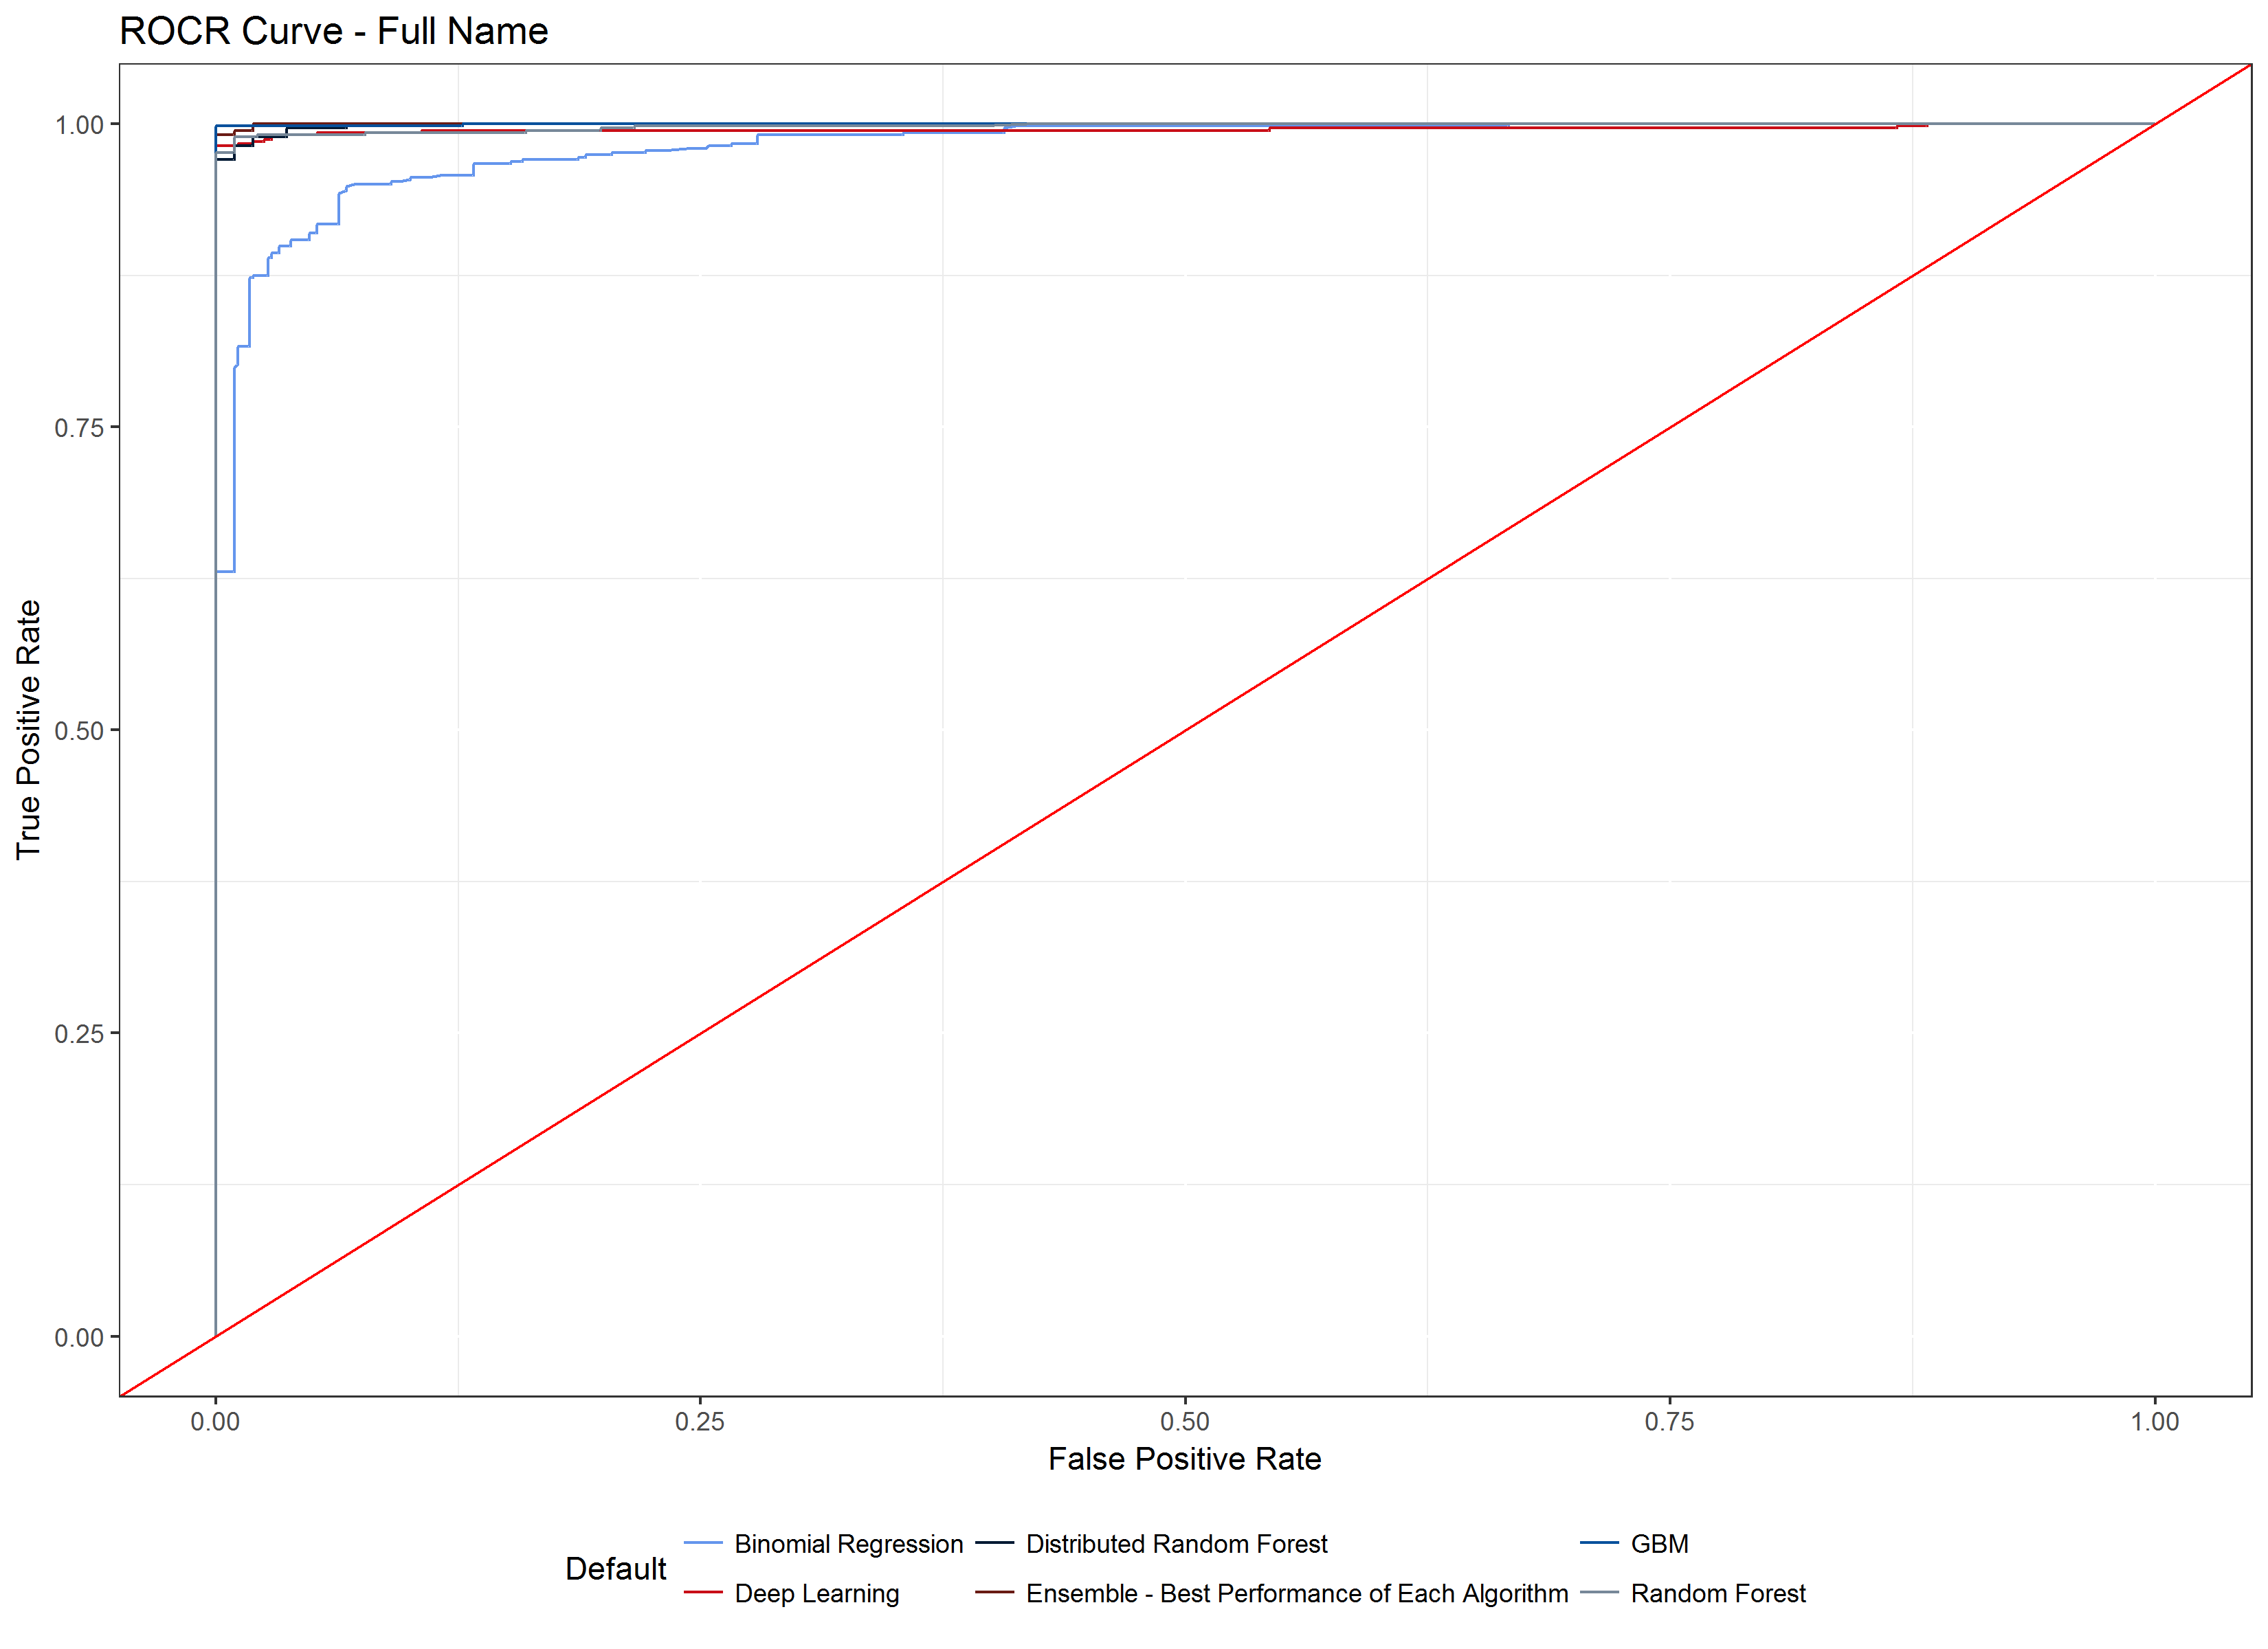 ROCR Curve - Full Name
True Positive Rate
1.00
0.75
0.50
0.25
0.00
0.00 0.25 0.50 0.75 1.00
False Positive Rate
Default
Binomial Regression Distributed Random Forest GBM
Deep Learning Ensemble - Best Performance of Each Algorithm Random Forest